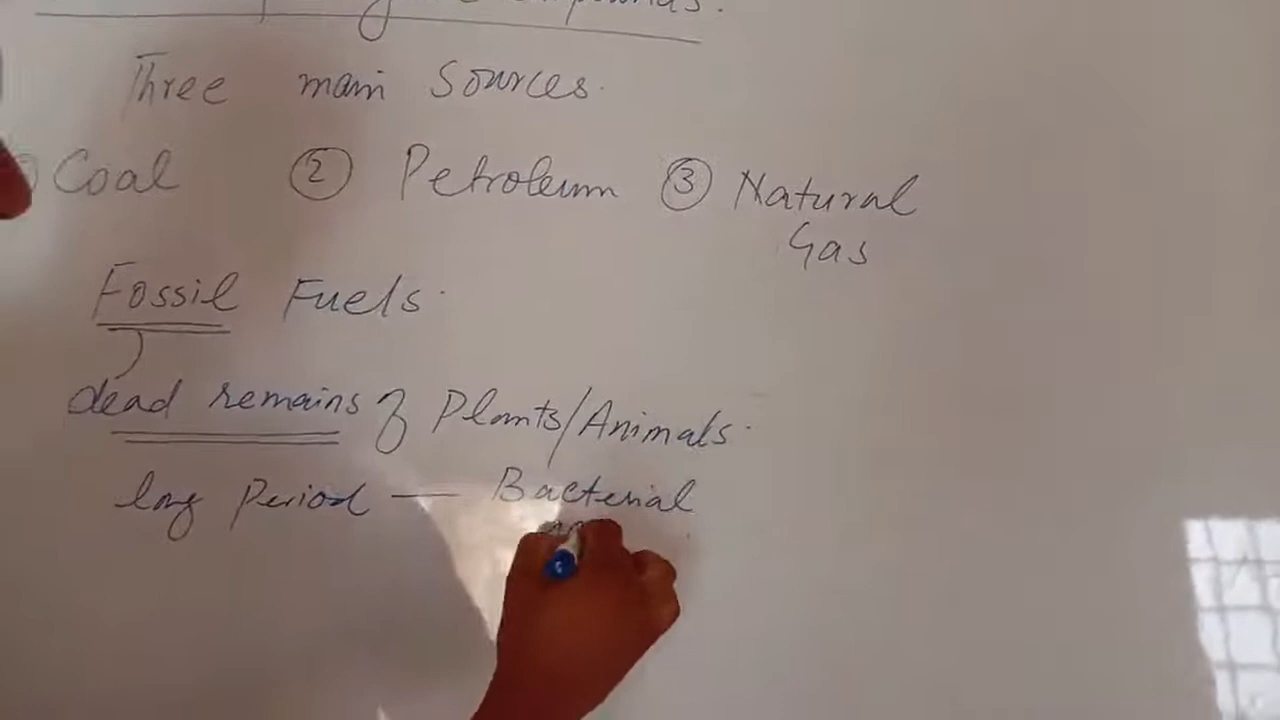 Compounds.
Three main Sources.
Coal ② Petroleum ③ Natural Gas
Fossil Fuels.
dead remains of Plants/Animals.
long Period — Bacterial